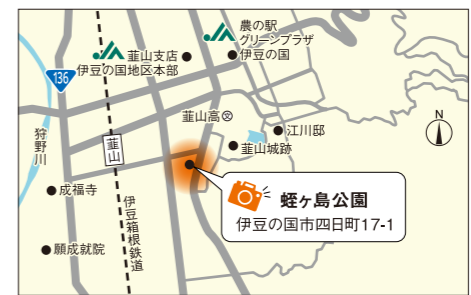 農の駅
グリーンプラザ
伊豆の国
韮山支店
伊豆の国地区本部
136
韮山高
江川邸
韮山城跡
N
狩野川
韮山
成福寺
蛭ヶ島公園
伊豆の国市四日町17-1
伊豆箱根鉄道
願成就院